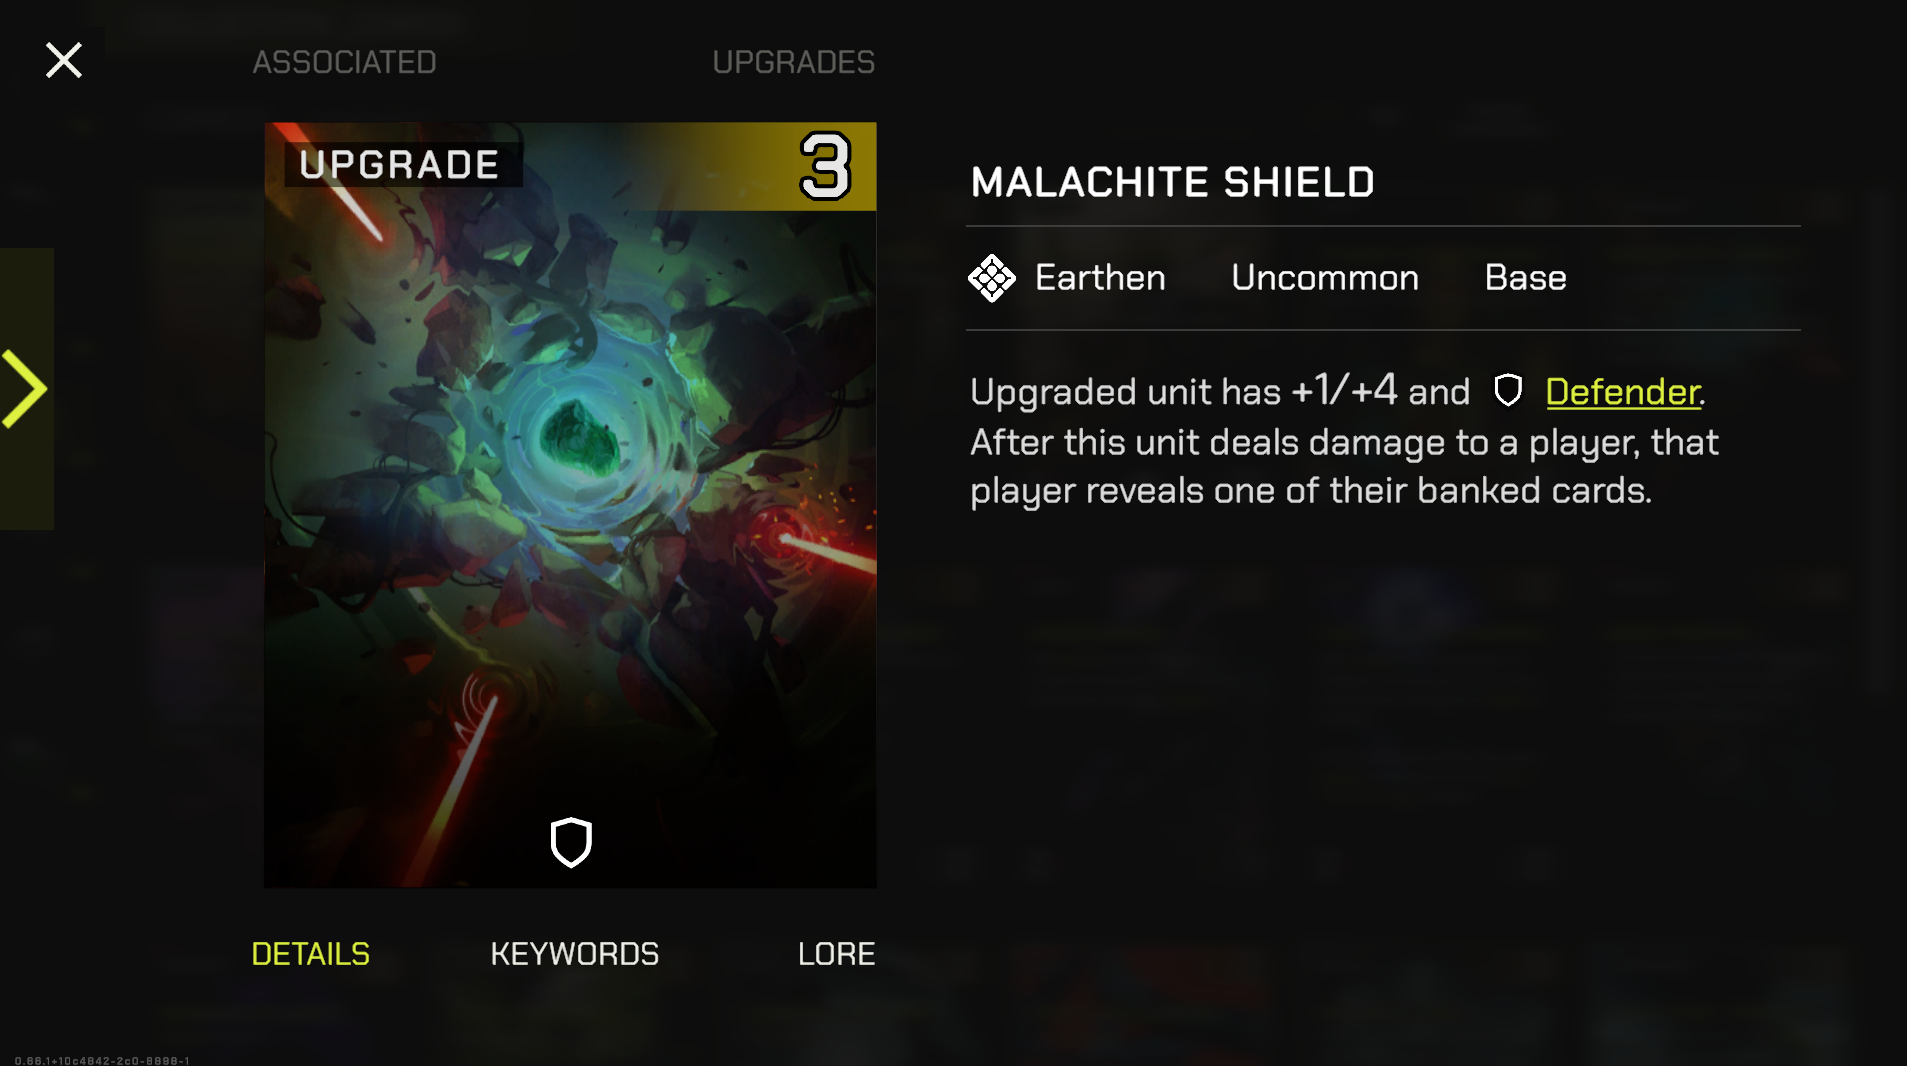 ASSOCIATED UPGRADES
UPGRADE 3
MALACHITE SHIELD
Earthen Uncommon Base
Upgraded unit has +1/+4 and Defender.
After this unit deals damage to a player, that
player reveals one of their banked cards.
DETAILS KEYWORDS LORE